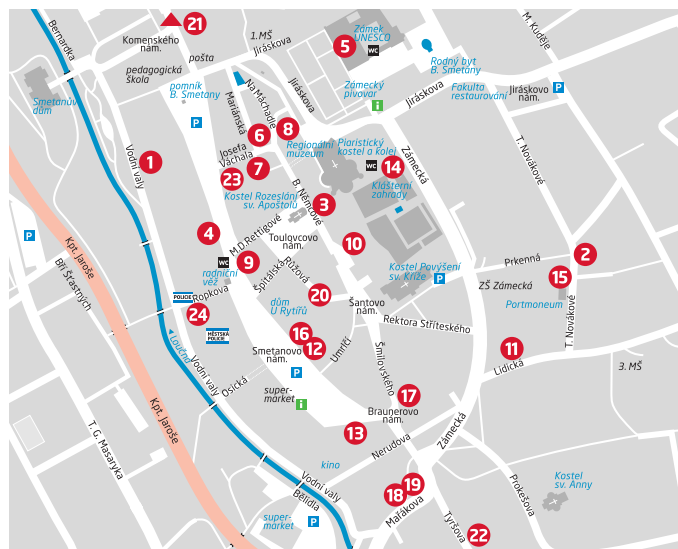 21
Komenského
nám.
Bernardka
1.MŠ
Jiráskova
pošta
pedagogická
škola
Zámek
UNESCO
5
WC
M. Kuděje
Rodný byt
B. Smetany
Smetanův
dům
pomník
B. Smetany
Na Máchadle
Mariánská
Jiráskova
Zámecký
pivovar
i
Jiráskova
Fakulta
restaurování
Jiráskovo
nám.
P
P
6
8
Josefa
Váchala
7
23
Regionální
muzeum
Piaristický
kostel a kolej
WC
14
Klášterní
zahrady
Zámecká
T. Novákové
Vodní valy
1
Kostel Rozeslání
sv. Apoštolů
B. Němcové
3
4
M.D.Rettigové
Toulovcovo
nám.
10
P
Kpt. Jaroše
Bří Šťastných
WC
9
radniční
věž
Špitálská
Růžová
Kostel Povýšení
sv. Kříže
P
Prkenná
2
ZŠ Zámecká
15
Portmoneum
POLICIE
Ropkova
24
dům
U Rytířů
20
Šantovo
nám.
Rektora Stříteského
T. Novákové
MĚSTSKÁ
POLICIE
Loučná
16
12
Smetanovo
nám.
Umrlčí
11
Lidická
3. MŠ
Vodní valy
Osická
P
super-
market
i
Šmilovského
17
Braunerovo
nám.
Kpt. Jaroše
T. G. Masaryka
13
Nerudova
Zámecká
kino
Vodní valy
Bělidla
super-
market
P
18
19
Mařákova
Prokešova
Kostel
sv. Anny
Tyršova
22